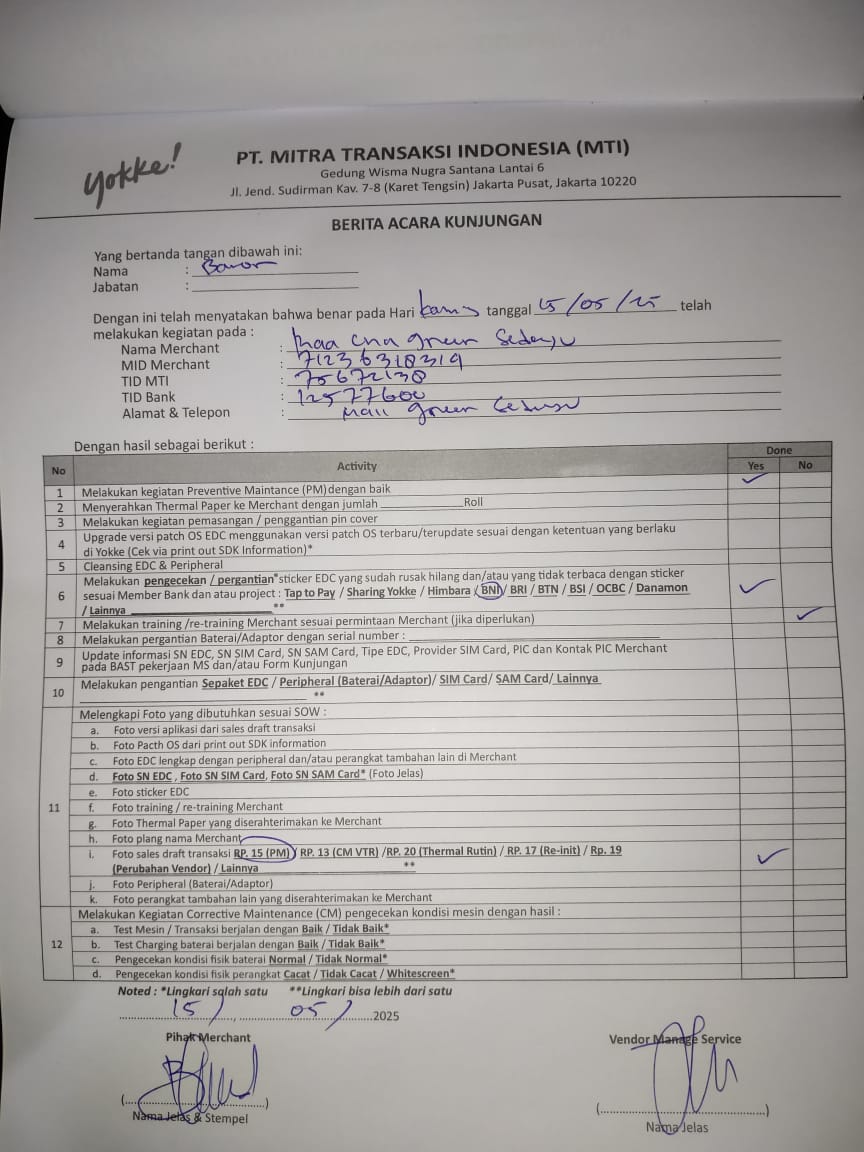 yokke!
PT. MITRA TRANSAKSI INDONESIA (MTI)
Gedung Wisma Nugra Santana Lantai 6
Jl. Jend. Sudirman Kav. 7-8 (Karet Tengsin) Jakarta Pusat, Jakarta 10220
BERITA ACARA KUNJUNGAN
Yang bertanda tangan dibawah ini:
Nama :
Jabatan :
Dengan ini telah menyatakan bahwa benar pada Hari kamis tanggal 15/05/25 telah
melakukan kegiatan pada :
Nama Merchant : green Sedayu
MID Merchant : 71236318319
TID MTI : 75672138
TID Bank : 12577600
Alamat & Telepon : Mall green Sedayu
Dengan hasil sebagai berikut :
No Activity Done
Yes No
1 Melakukan kegiatan Preventive Maintance (PM) dengan baik
2 Menyerahkan Thermal Paper ke Merchant dengan jumlah Roll
3 Melakukan kegiatan pemasangan / penggantian pin cover
4 Upgrade versi patch OS EDC menggunakan versi patch OS terbaru/terupdate sesuai dengan ketentuan yang berlaku
di Yokke (Cek via print out SDK Information)*
5 Cleansing EDC & Peripheral
6 Melakukan pengecekan / pergantian* sticker EDC yang sudah rusak hilang dan/atau yang tidak terbaca dengan sticker
sesuai Member Bank dan atau project : Tap to Pay / Sharing Yokke / Himbara / BNI / BRI / BTN / BSI / OCBC / Danamon
/ Lainnya **
7 Melakukan training /re-training Merchant sesuai permintaan Merchant (jika diperlukan)
8 Melakukan pergantian Baterai/Adaptor dengan serial number :
9 Update informasi SN EDC, SN SIM Card, SN SAM Card, Tipe EDC, Provider SIM Card, PIC dan Kontak PIC Merchant
pada BAST pekerjaan MS dan/atau Form Kunjungan
10 Melakukan pengantian Sepaket EDC / Peripheral (Baterai/Adaptor)/ SIM Card/ SAM Card/ Lainnya
**
11 Melengkapi Foto yang dibutuhkan sesuai SOW :
a. Foto versi aplikasi dari sales draft transaksi
b. Foto Pacth OS dari print out SDK information
c. Foto EDC lengkap dengan peripheral dan/atau perangkat tambahan lain di Merchant
d. Foto SN EDC , Foto SN SIM Card, Foto SN SAM Card* (Foto Jelas)
e. Foto sticker EDC
f. Foto training / re-training Merchant
g. Foto Thermal Paper yang diserahterimakan ke Merchant
h. Foto plang nama Merchant
i. Foto sales draft transaksi RP. 15 (PM) / RP. 13 (CM VTR) /RP. 20 (Thermal Rutin) / RP. 17 (Re-init) / Rp. 19
(Perubahan Vendor) / Lainnya **
j. Foto Peripheral (Baterai/Adaptor)
k. Foto perangkat tambahan lain yang diserahterimakan ke Merchant
12 Melakukan Kegiatan Corrective Maintenance (CM) pengecekan kondisi mesin dengan hasil :
a. Test Mesin / Transaksi berjalan dengan Baik / Tidak Baik*
b. Test Charging baterai berjalan dengan Baik / Tidak Baik*
c. Pengecekan kondisi fisik baterai Normal / Tidak Normal*
d. Pengecekan kondisi fisik perangkat Cacat / Tidak Cacat / Whitescreen*
Noted : *Lingkari salah satu **Lingkari bisa lebih dari satu
15 / 05 / 2025
Pihak Merchant Vendor Manage Service
Nama Jelas & Stempel Nama Jelas